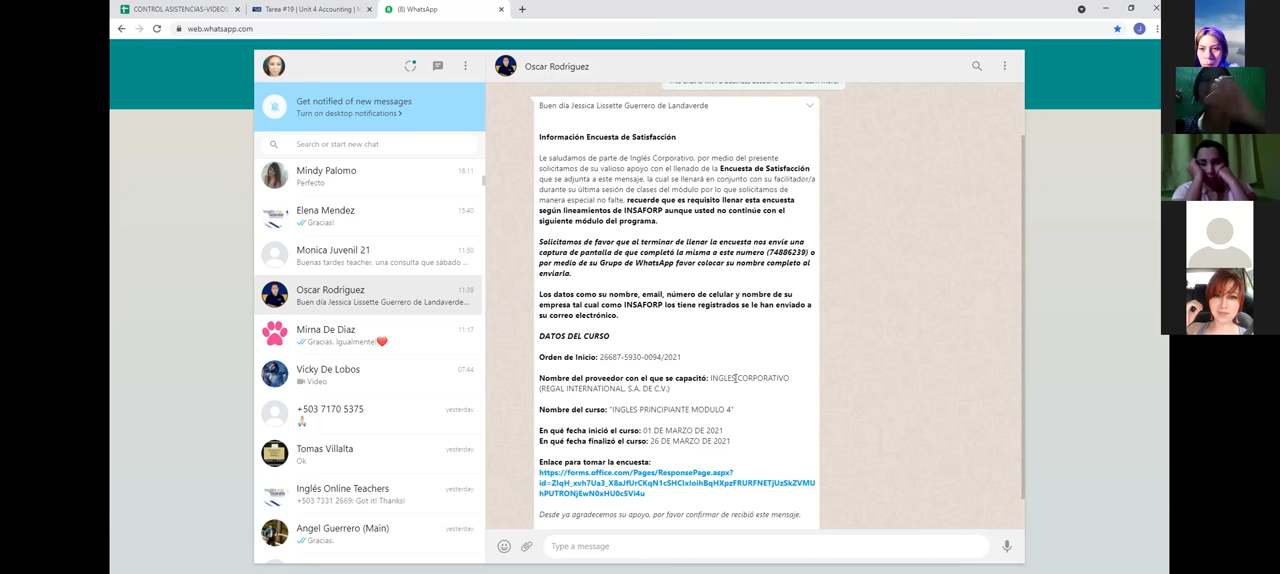 CONTROL ASISTENCIAS-VIDEOS
Tarea #19 | Unit 4 Accounting |
(8) WhatsApp
web.whatsapp.com
J
Get notified of new messages
Turn on desktop notifications >
Search or start new chat
Mindy Palomo
16:11
Perfecto
Elena Mendez
15:40
Gracias!
Monica Juvenil 21
11:50
Buenas tardes teacher, una consulta que sábado ...
Oscar Rodriguez
11:39
Buen día Jessica Lissette Guerrero de Landaverde...
Mirna De Diaz
11:17
Gracias. Igualmente!❤️
Vicky De Lobos
07:44
Video
+503 7170 5375
yesterday
Tomas Villalta
yesterday
Ok
Inglés Online Teachers
yesterday
+503 7331 2669: Got it! Thanks!
Angel Guerrero (Main)
yesterday
Gracias.
Oscar Rodriguez
Buen día Jessica Lissette Guerrero de Landaverde
Información Encuesta de Satisfacción
Le saludamos de parte de Inglés Corporativo, por medio del presente
solicitamos de su valioso apoyo con el llenado de la Encuesta de Satisfacción
que se adjunta a este mensaje, la cual se llenará en conjunto con su facilitador/a
durante su última sesión de clases del módulo por lo que solicitamos de
manera especial no falte, recuerde que es requisito llenar esta encuesta
según lineamientos de INSAFORP aunque usted no continúe con el
siguiente módulo del programa.
Solicitamos de favor que al terminar de llenar la encuesta nos envíe una
captura de pantalla de que completó la misma a este numero (74886239) o
por medio de su Grupo de WhatsApp favor colocar su nombre completo al
enviarla.
Los datos como su nombre, email, número de celular y nombre de su
empresa tal cual como INSAFORP los tiene registrados se le han enviado a
su correo electrónico.
DATOS DEL CURSO
Orden de Inicio: 26687-5930-0094/2021
Nombre del proveedor con el que se capacitó: INGLES CORPORATIVO
(REGAL INTERNATIONAL, S.A. DE C.V.)
Nombre del curso: "INGLES PRINCIPIANTE MODULO 4"
En qué fecha inició el curso: 01 DE MARZO DE 2021
En qué fecha finalizó el curso: 26 DE MARZO DE 2021
Enlace para tomar la encuesta:
https://forms.office.com/Pages/ResponsePage.aspx?
Desde ya agradecemos su apoyo, por favor confirmar de recibió este mensaje.
Type a message